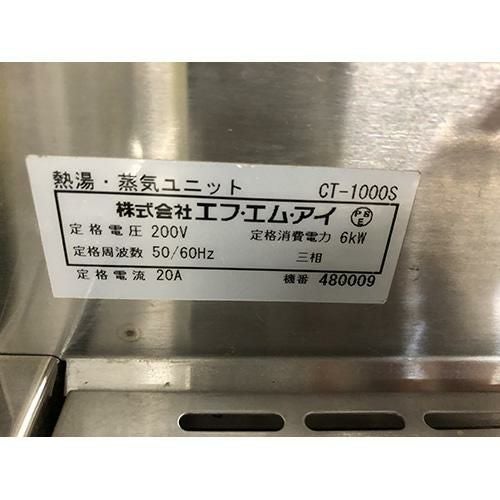 熱湯・蒸気ユニット CT-1000S
株式会社エフ・エム・アイ PSE
定格電圧 200V 定格消費電力 6kW
定格周波数 50/60Hz 三相
定格電流 20A 機番 480009